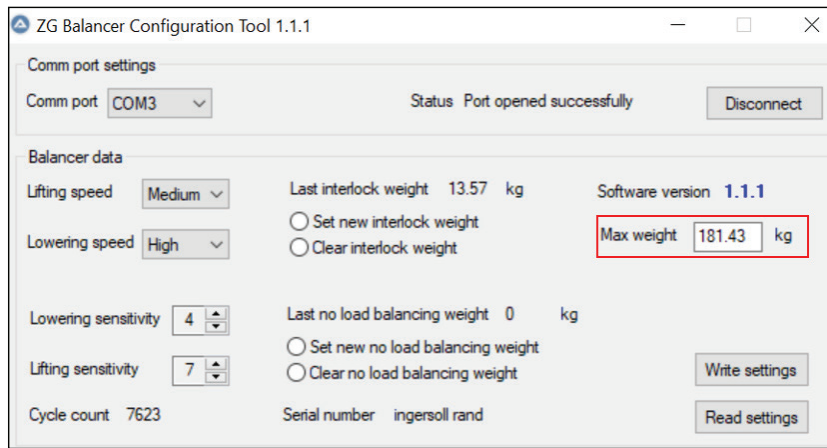 ZG Balancer Configuration Tool 1.1.1
Comm port settings
Comm port COM3 Status Port opened successfully Disconnect
Balancer data
Lifting speed Medium Last interlock weight 13.57 kg Software version 1.1.1
Set new interlock weight
Lowering speed High Clear interlock weight Max weight 181.43 kg
Lowering sensitivity 4 Last no load balancing weight 0 kg
Set new no load balancing weight
Lifting sensitivity 7 Clear no load balancing weight Write settings
Cycle count 7623 Serial number ingersoll rand Read settings